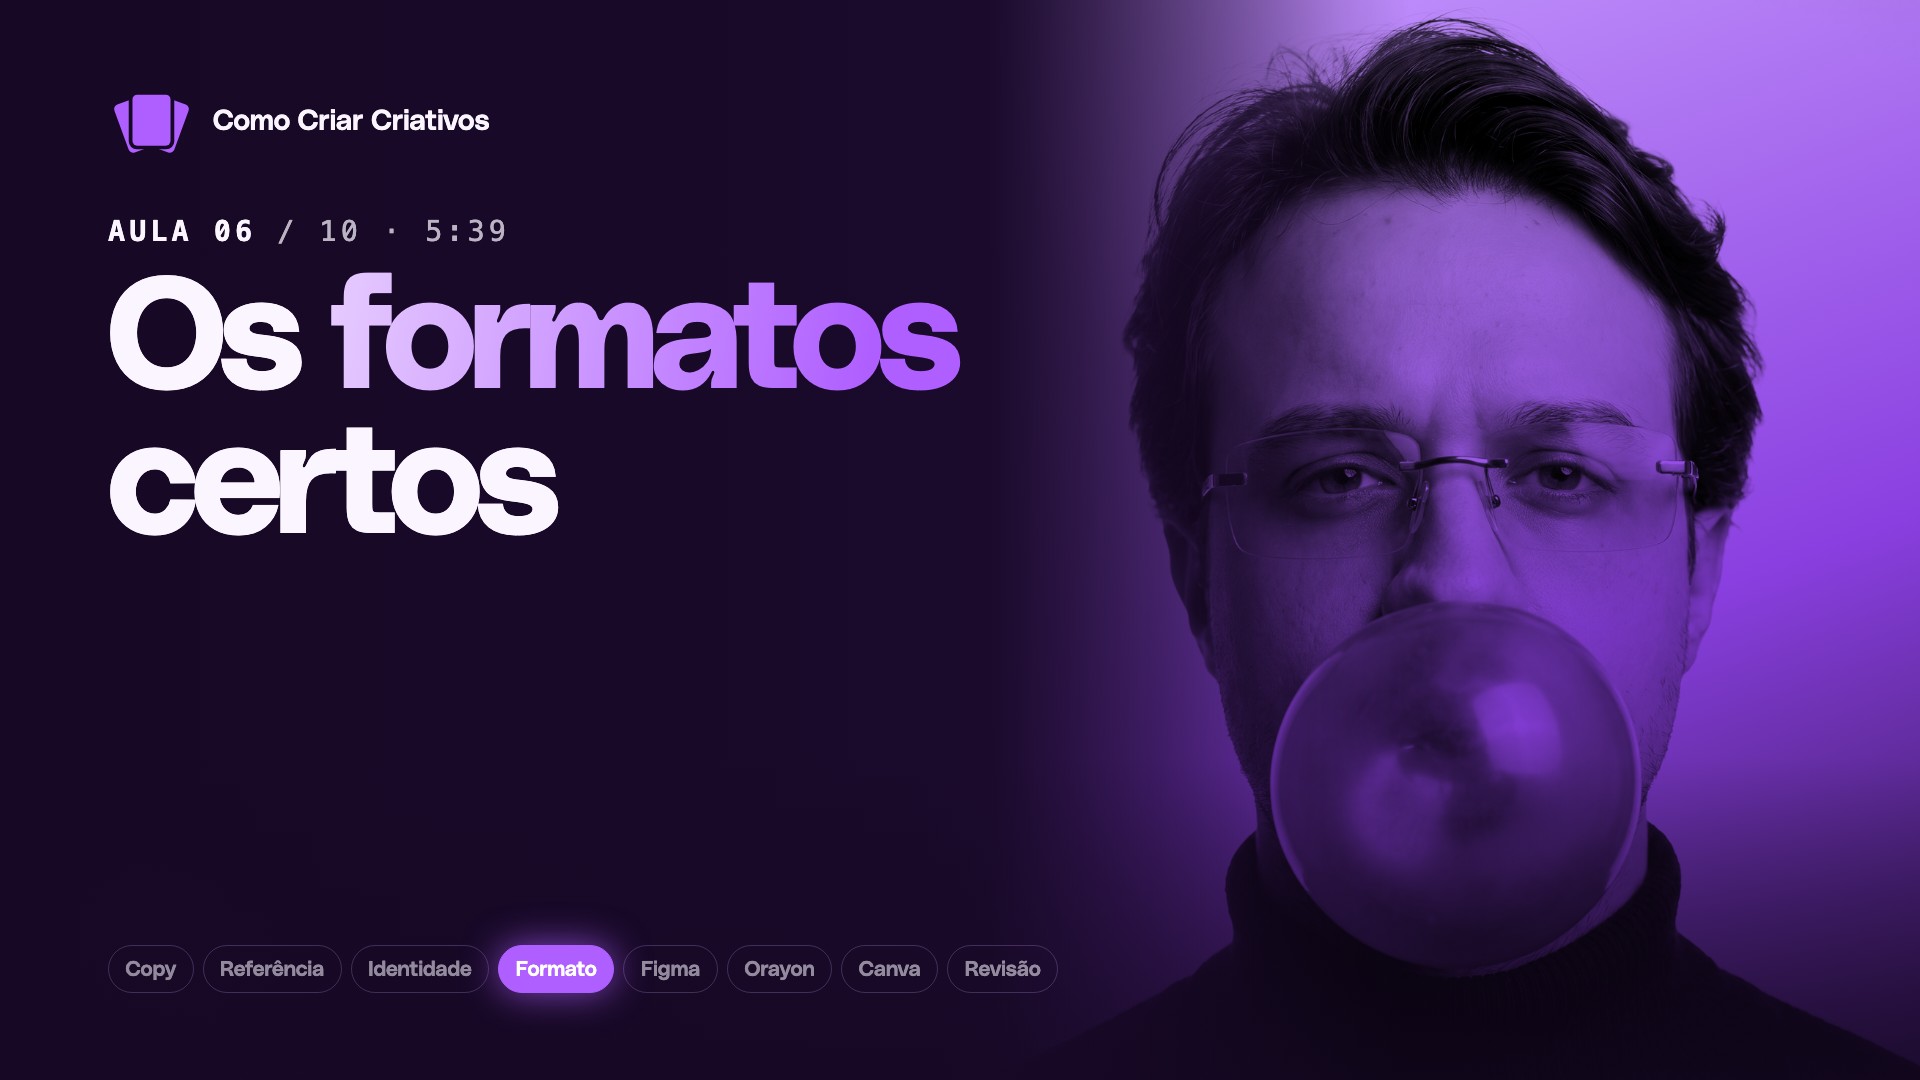 Como Criar Criativos
AULA 06 / 10 · 5:39
Os formatos
certos
Copy Referência Identidade Formato Figma Orayon Canva Revisão